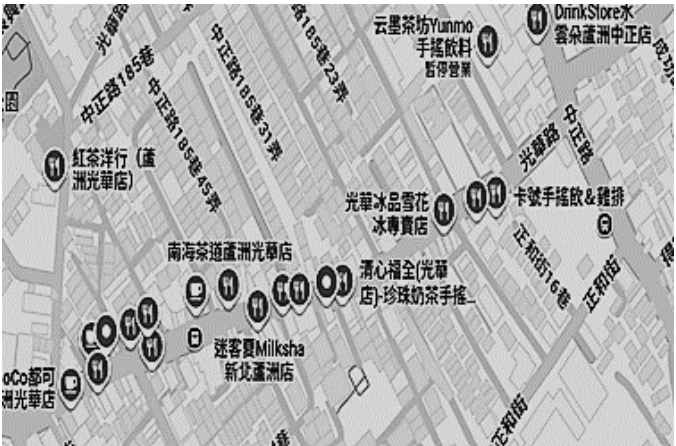 云墨茶坊Yunmo
手搖飲料
暫停營業
DrinkStore水
雲朵蘆洲中正店
成功
光華路
中正路185巷
中正路185巷45弄
中正路185巷31弄
185巷23弄
公園
紅茶洋行（蘆
洲光華店）
光華路
中正路
光華冰品雪花
冰專賣店
卡號手搖飲＆雞排
南海茶道蘆洲光華店
清心福全(光華
店)-珍珠奶茶手搖...
正和街16巷
正和街
得
迷客夏Milksha
新北蘆洲店
oCo都可
洲光華店
正和街
巷